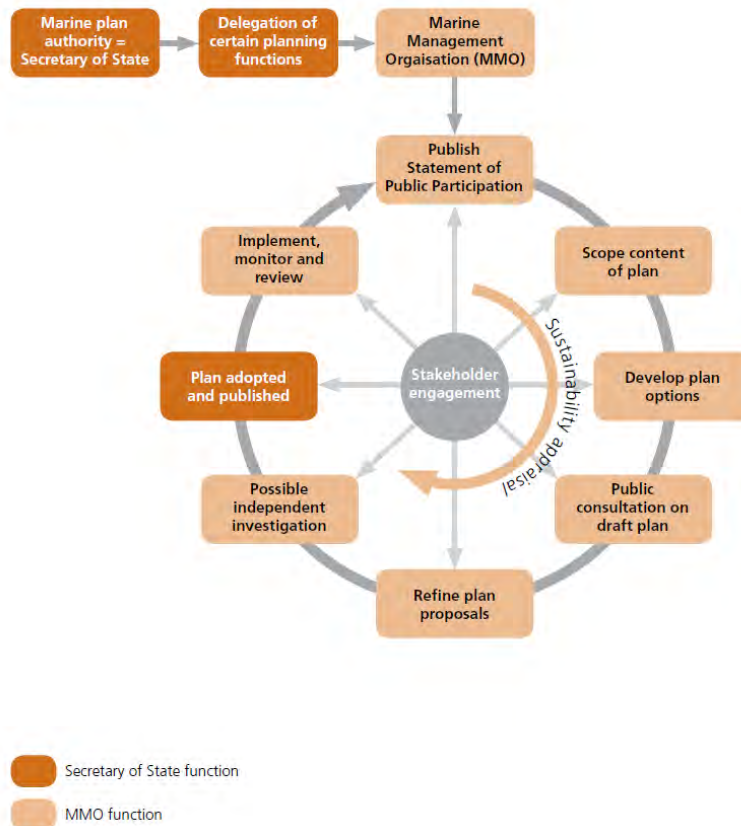 Marine plan
authority =
Secretary of State
Delegation of
certain planning
functions
Marine
Management
Orgaisation (MMO)
Publish
Statement of
Public Participation
Implement,
monitor and
review
Scope content
of plan
Sustainability appraisal
Plan adopted
and published
Stakeholder
engagement
Develop plan
options
Possible
independent
investigation
Public
consultation on
draft plan
Refine plan
proposals
Secretary of State function
MMO function